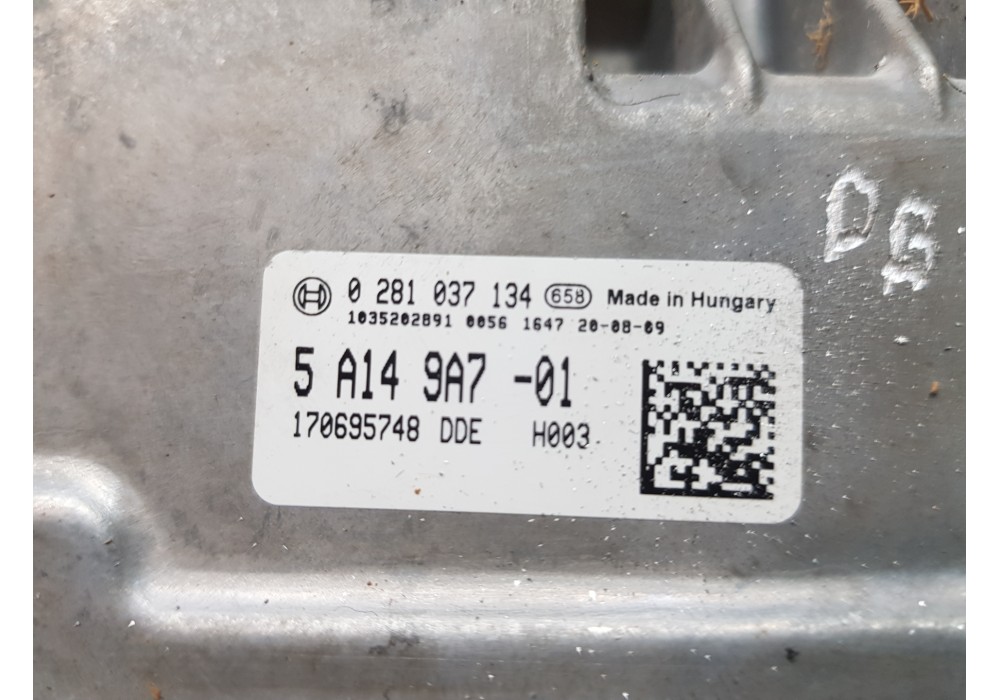 DG
0 281 037 134 658 Made in Hungary
1035202891 0056 1647 20-08-09
5 A14 9A7 -01
170695748 DDE H003